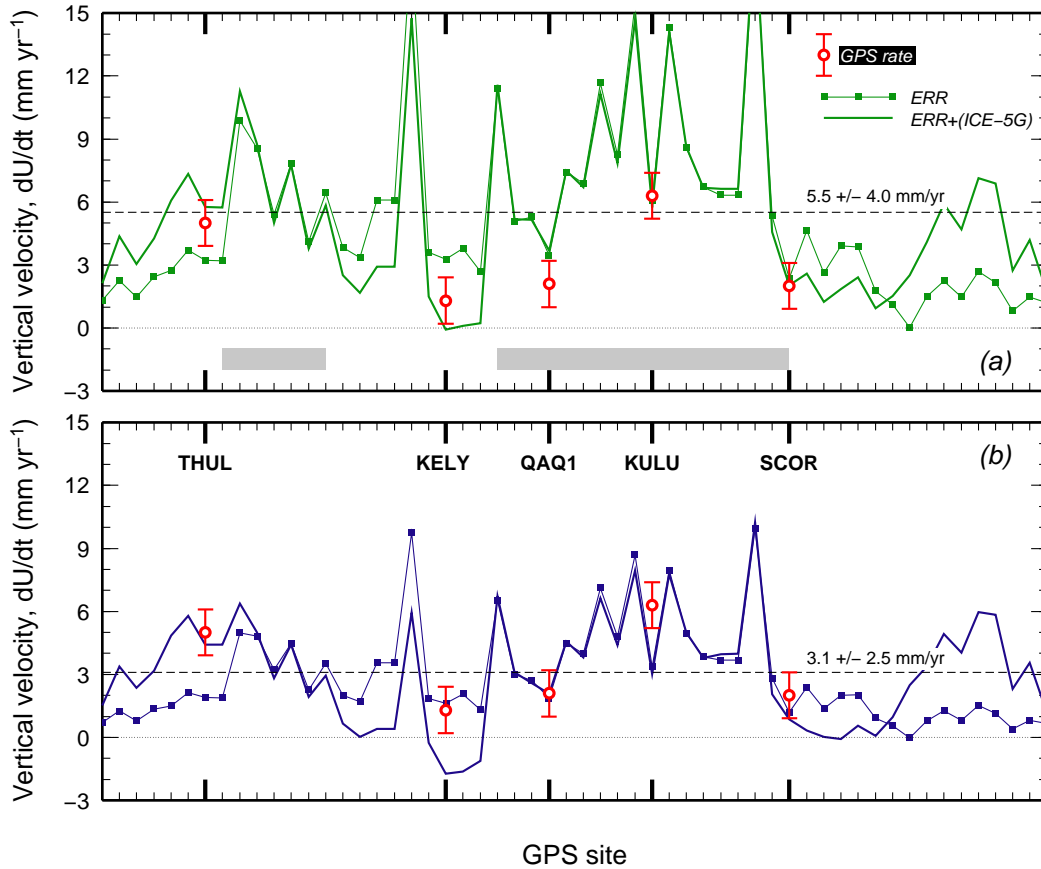 15
12
9
6
3
0
−3
Vertical velocity, dU/dt (mm yr−1)
GPS rate
ERR
ERR+(ICE−5G)
5.5 +/− 4.0 mm/yr
(a)
15
12
9
6
3
0
−3
Vertical velocity, dU/dt (mm yr−1)
THUL KELY QAQ1 KULU SCOR
(b)
3.1 +/− 2.5 mm/yr
GPS site